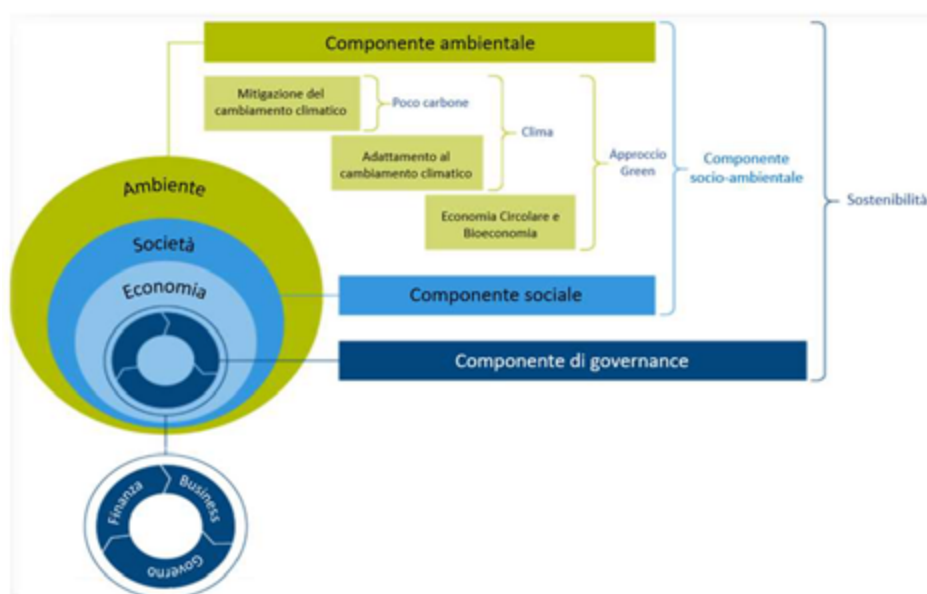 Componente ambientale
Mitigazione del
cambiamento climatico
Poco carbone
Clima
Adattamento al
cambiamento climatico
Approccio
Green
Componente
socio-ambientale
Sostenibilità
Economia Circolare e
Bioeconomia
Ambiente
Società
Economia
Componente sociale
Componente di governance
Finanza
Business
Governo